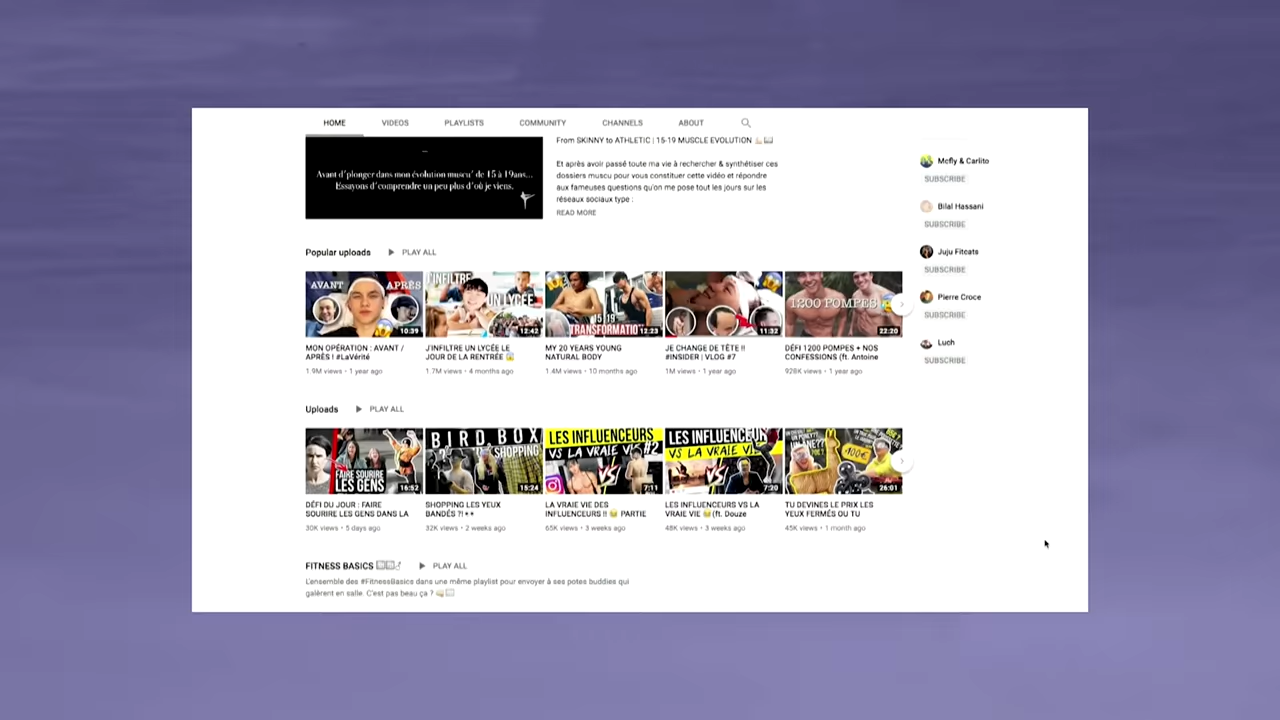 HOME VIDEOS PLAYLISTS COMMUNITY CHANNELS ABOUT
Avant d'plonger dans mon évolution muscu' de 15 à 19ans...
Essayons d'comprendre un peu plus d'où je viens.
From SKINNY to ATHLETIC | 15-19 MUSCLE EVOLUTION
Et après avoir passé toute ma vie à rechercher & synthétiser ces
dossiers muscu pour vous constituer cette vidéo et répondre
aux fameuses questions qu'on me pose tout les jours sur les
réseaux sociaux type :
READ MORE
Mcfly & Carlito
SUBSCRIBE
Bilal Hassani
SUBSCRIBE
Juju Fitcats
SUBSCRIBE
Pierre Croce
SUBSCRIBE
Luch
SUBSCRIBE
Popular uploads PLAY ALL
AVANT APRÈS
10:39
J'INFILTRE
UN LYCÉE
12:42
15-19
TRANSFORMATION
12:23
11:32
1200 POMPES
22:20
MON OPÉRATION : AVANT /
APRÈS ! #LaVérité
1.9M views • 1 year ago
J'INFILTRE UN LYCÉE LE
JOUR DE LA RENTRÉE 😱
1.7M views • 4 months ago
MY 20 YEARS YOUNG
NATURAL BODY
1.4M views • 10 months ago
JE CHANGE DE TÊTE !!
#INSIDER | VLOG #7
1M views • 1 year ago
DÉFI 1200 POMPES + NOS
CONFESSIONS (ft. Antoine
928K views • 1 year ago
Uploads PLAY ALL
FAIRE SOURIRE
LES GENS
16:52
BIRD BOX
SHOPPING
15:24
LES INFLUENCEURS
VS LA VRAIE VIE #2
VS
7:11
LES INFLUENCEURS
VS LA VRAIE VIE
VS
7:20
-100€
26:01
DÉFI DU JOUR : FAIRE
SOURIRE LES GENS DANS LA
30K views • 5 days ago
SHOPPING LES YEUX
BANDÉS ?!
32K views • 2 weeks ago
LA VRAIE VIE DES
INFLUENCEURS !! 😂 PARTIE
65K views • 3 weeks ago
LES INFLUENCEURS VS LA
VRAIE VIE 😂 (ft. Douze
48K views • 3 weeks ago
TU DEVINES LE PRIX LES
YEUX FERMÉS OU TU
45K views • 1 month ago
FITNESS BASICS PLAY ALL
L'ensemble des #FitnessBasics dans une même playlist pour envoyer à ses potes buddies qui
galèrent en salle. C'est pas beau ça ?